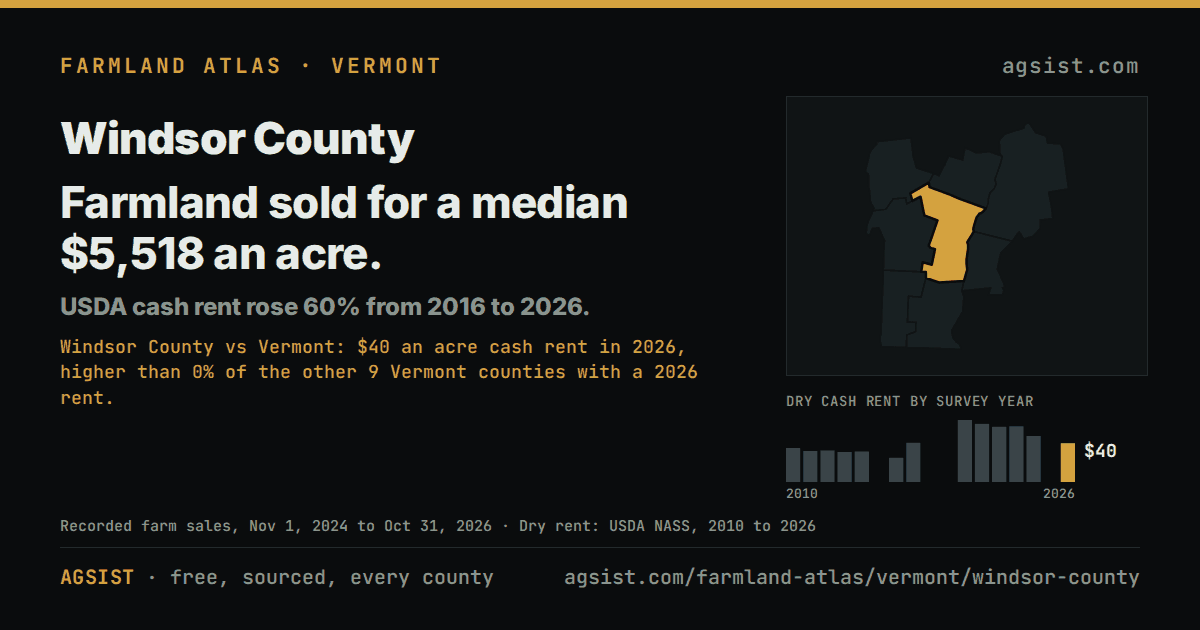 FARMLAND ATLAS · VERMONT
agsist.com
Windsor County
Farmland sold for a median
$5,518 an acre.
USDA cash rent rose 60% from 2016 to 2026.
Windsor County vs Vermont: $40 an acre cash rent in 2026,
higher than 0% of the other 9 Vermont counties with a 2026
rent.
DRY CASH RENT BY SURVEY YEAR
$40
2010
2026
Recorded farm sales, Nov 1, 2024 to Oct 31, 2026 · Dry rent: USDA NASS, 2010 to 2026
AGSIST · free, sourced, every county
agsist.com/farmland-atlas/vermont/windsor-county